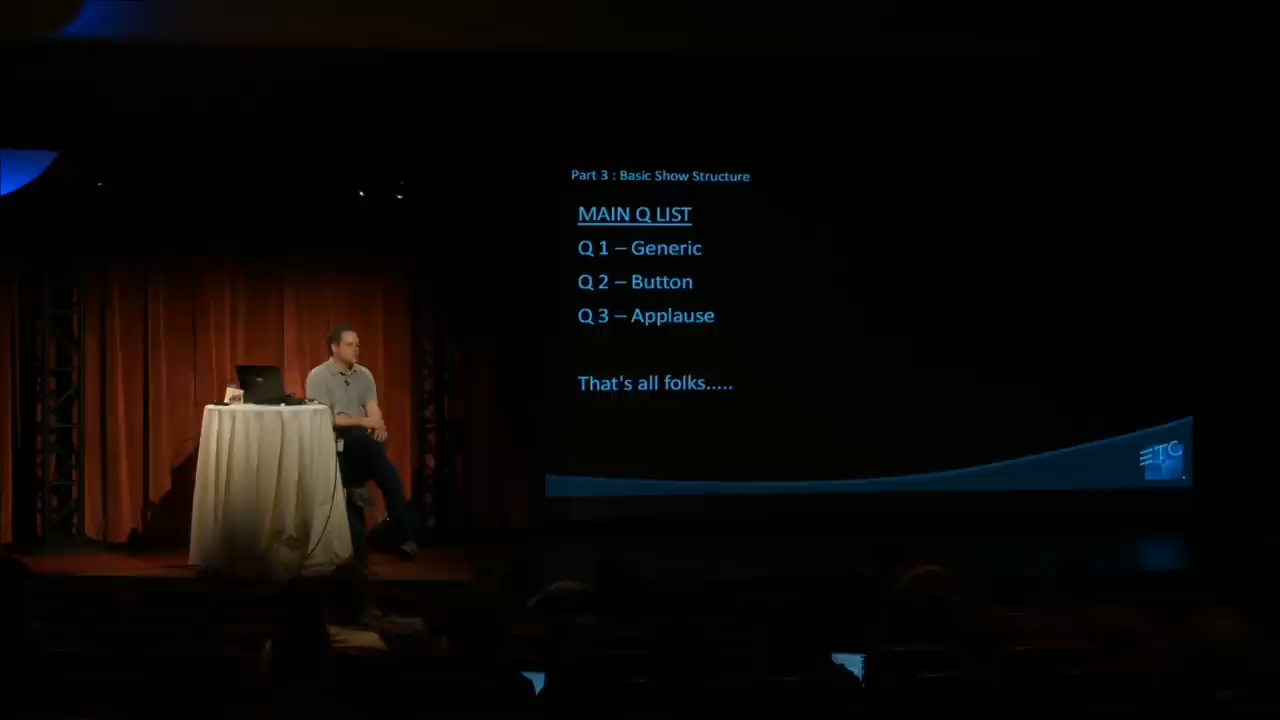 Part 3 : Basic Show Structure
MAIN Q LIST
Q 1 – Generic
Q 2 – Button
Q 3 – Applause
That's all folks.....
ETC